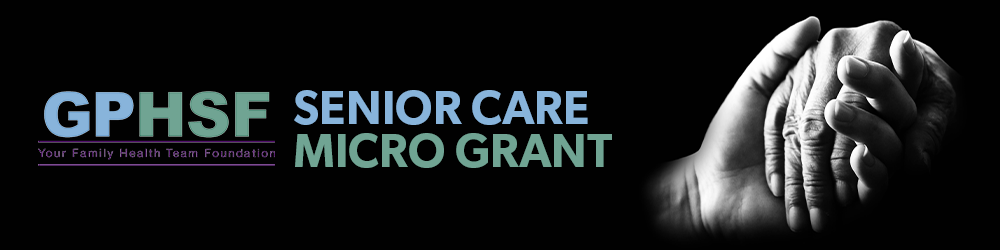 GPHSF
Your Family Health Team Foundation
SENIOR CARE
MICRO GRANT